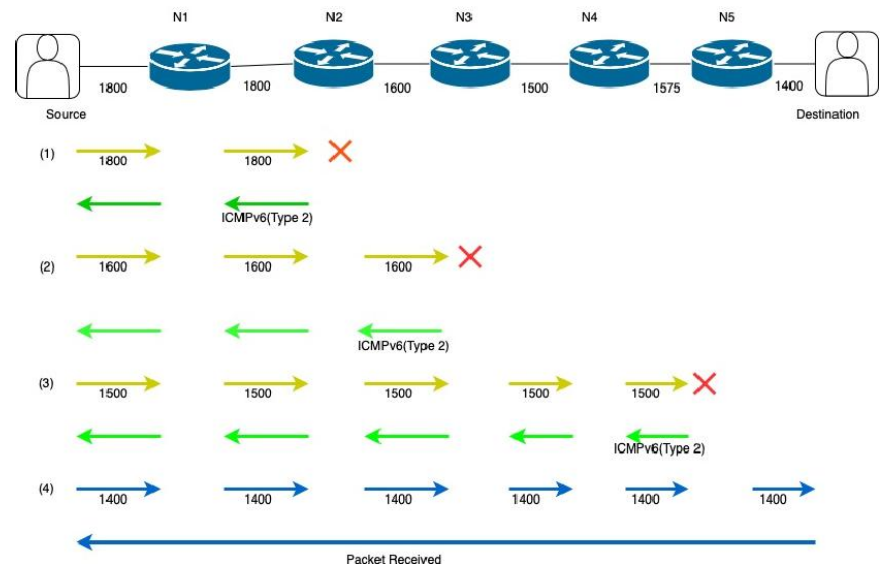 N1 N2 N3 N4 N5
1800 1800 1600 1500 1575 1400
Source Destination
(1) 1800 1800
ICMPv6(Type 2)
(2) 1600 1600 1600
ICMPv6(Type 2)
(3) 1500 1500 1500 1500 1500
ICMPv6(Type 2)
(4) 1400 1400 1400 1400 1400 1400
Packet Received